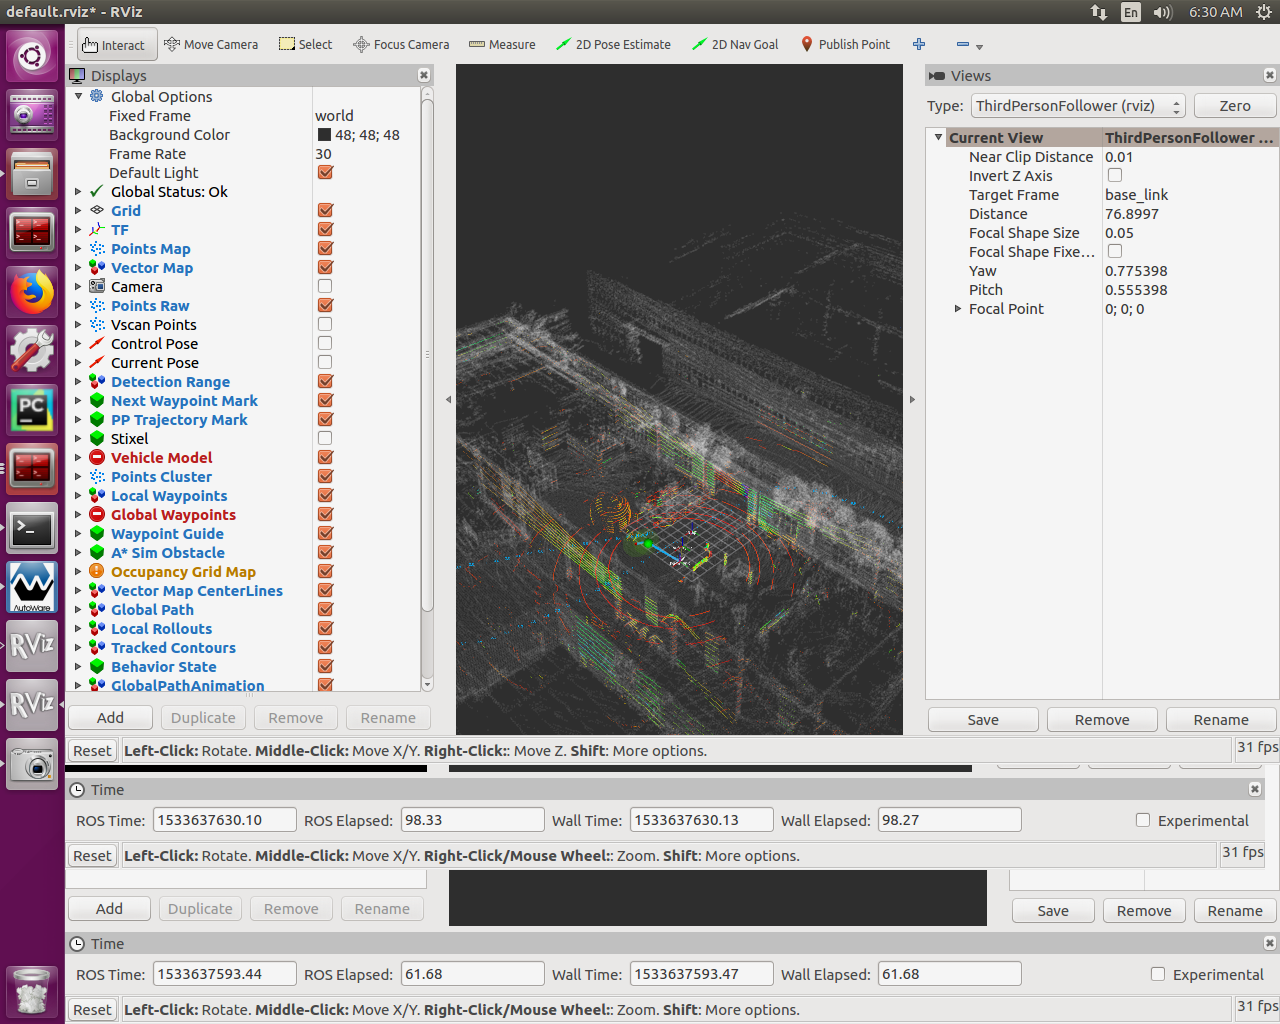 default.rviz* - RViz
En
6:30 AM
Interact
Move Camera
Select
Focus Camera
Measure
2D Pose Estimate
2D Nav Goal
Publish Point
Displays
Global Options
Fixed Frame world
Background Color 48; 48; 48
Frame Rate 30
Default Light
Global Status: Ok
Grid
TF
Points Map
Vector Map
Camera
Points Raw
Vscan Points
Control Pose
Current Pose
Detection Range
Next Waypoint Mark
PP Trajectory Mark
Stixel
Vehicle Model
Points Cluster
Local Waypoints
Global Waypoints
Waypoint Guide
A* Sim Obstacle
Occupancy Grid Map
Vector Map CenterLines
Global Path
Local Rollouts
Tracked Contours
Behavior State
GlobalPathAnimation
Add Duplicate Remove Rename
Views
Type: ThirdPersonFollower (rviz) Zero
Current View ThirdPersonFollower ...
Near Clip Distance 0.01
Invert Z Axis
Target Frame base_link
Distance 76.8997
Focal Shape Size 0.05
Focal Shape Fixe...
Yaw 0.775398
Pitch 0.555398
Focal Point 0; 0; 0
Save Remove Rename
Reset Left-Click: Rotate. Middle-Click: Move X/Y. Right-Click:: Move Z. Shift: More options. 31 fps
Time
ROS Time: 1533637630.10 ROS Elapsed: 98.33 Wall Time: 1533637630.13 Wall Elapsed: 98.27 Experimental
Reset Left-Click: Rotate. Middle-Click: Move X/Y. Right-Click/Mouse Wheel:: Zoom. Shift: More options. 31 fps
Add Duplicate Remove Rename
Save Remove Rename
Time
ROS Time: 1533637593.44 ROS Elapsed: 61.68 Wall Time: 1533637593.47 Wall Elapsed: 61.68 Experimental
Reset Left-Click: Rotate. Middle-Click: Move X/Y. Right-Click/Mouse Wheel:: Zoom. Shift: More options. 31 fps
PC
AutoWare
RViz
RViz